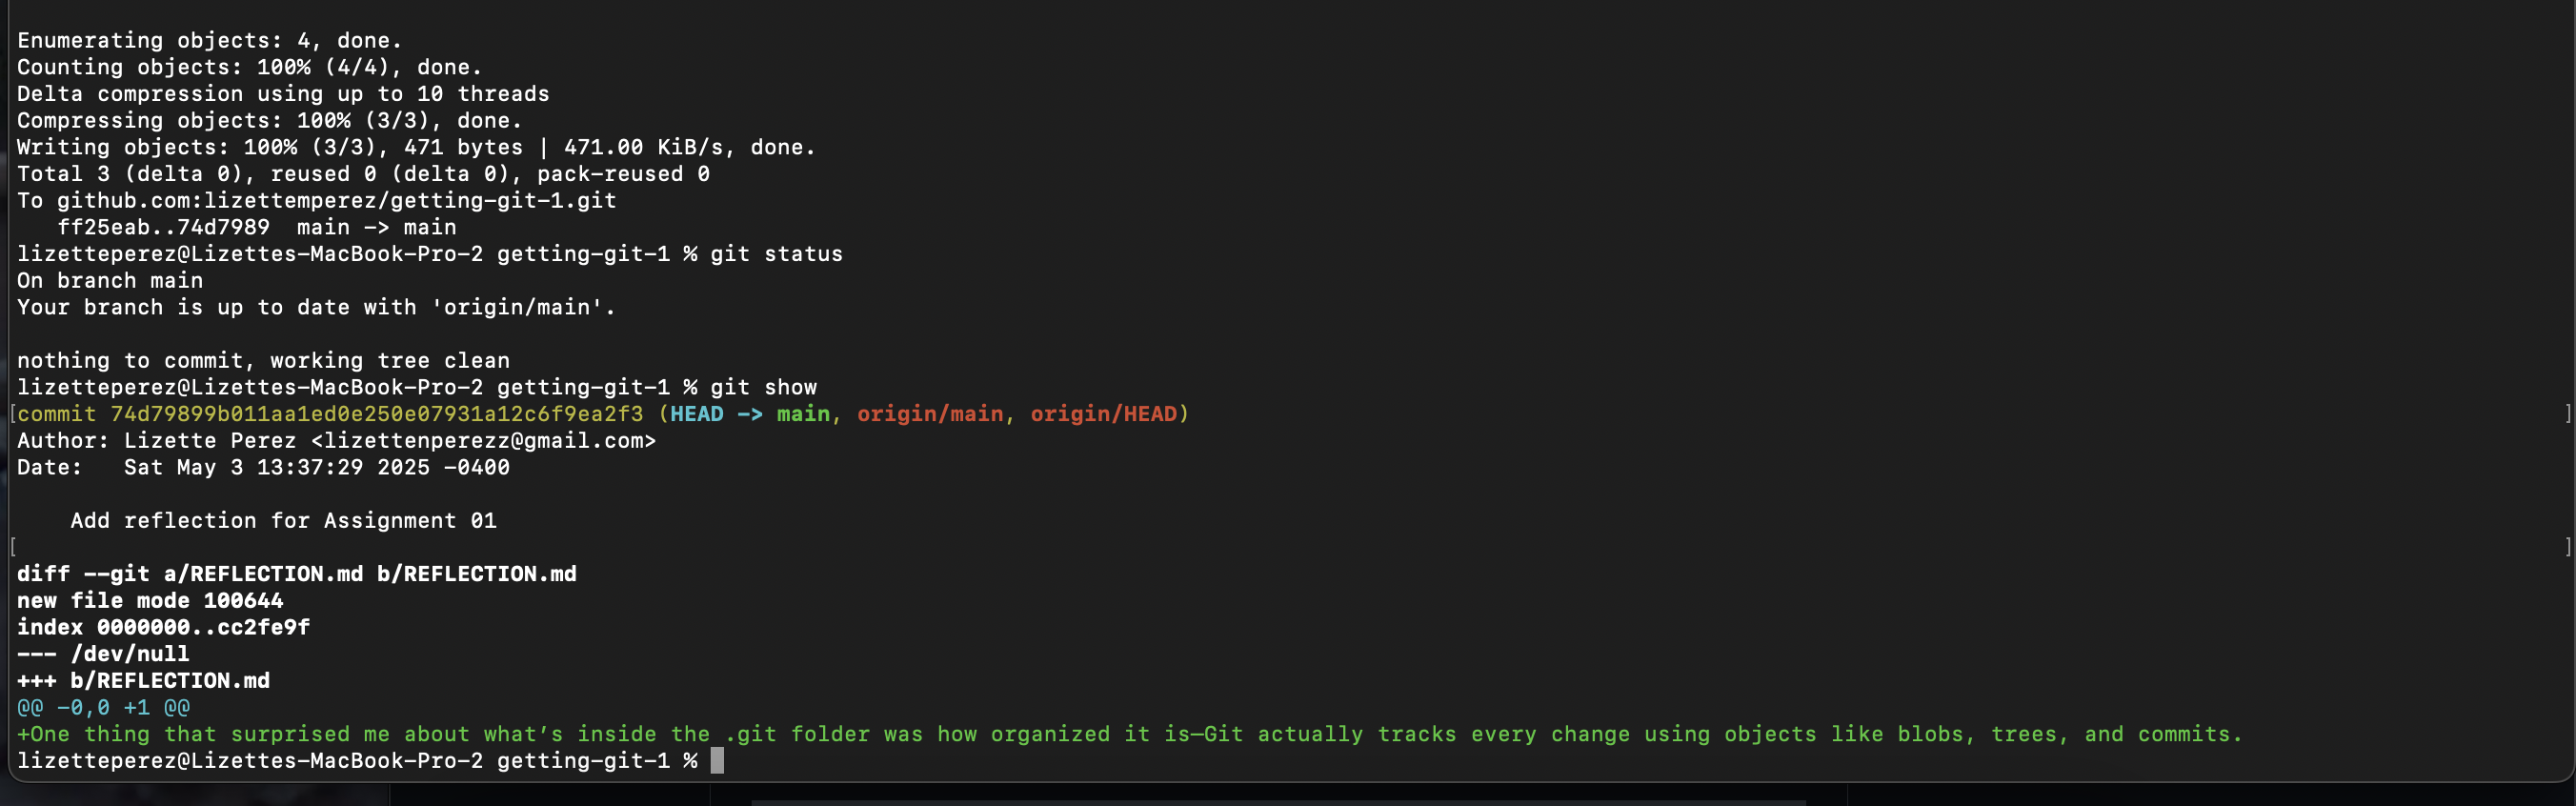 Enumerating objects: 4, done.
Counting objects: 100% (4/4), done.
Delta compression using up to 10 threads
Compressing objects: 100% (3/3), done.
Writing objects: 100% (3/3), 471 bytes | 471.00 KiB/s, done.
Total 3 (delta 0), reused 0 (delta 0), pack-reused 0
To github.com:lizettemperez/getting-git-1.git
   ff25eab..74d7989  main -> main
lizetteperez@Lizettes-MacBook-Pro-2 getting-git-1 % git status
On branch main
Your branch is up to date with 'origin/main'.

nothing to commit, working tree clean
lizetteperez@Lizettes-MacBook-Pro-2 getting-git-1 % git show
[commit 74d79899b011aa1ed0e250e07931a12c6f9ea2f3 (HEAD -> main, origin/main, origin/HEAD) ]
Author: Lizette Perez <lizettenperezz@gmail.com>
Date:   Sat May 3 13:37:29 2025 -0400

    Add reflection for Assignment 01
[ ]
diff --git a/REFLECTION.md b/REFLECTION.md
new file mode 100644
index 0000000..cc2fe9f
--- /dev/null
+++ b/REFLECTION.md
@@ -0,0 +1 @@
+One thing that surprised me about what’s inside the .git folder was how organized it is—Git actually tracks every change using objects like blobs, trees, and commits.
lizetteperez@Lizettes-MacBook-Pro-2 getting-git-1 %